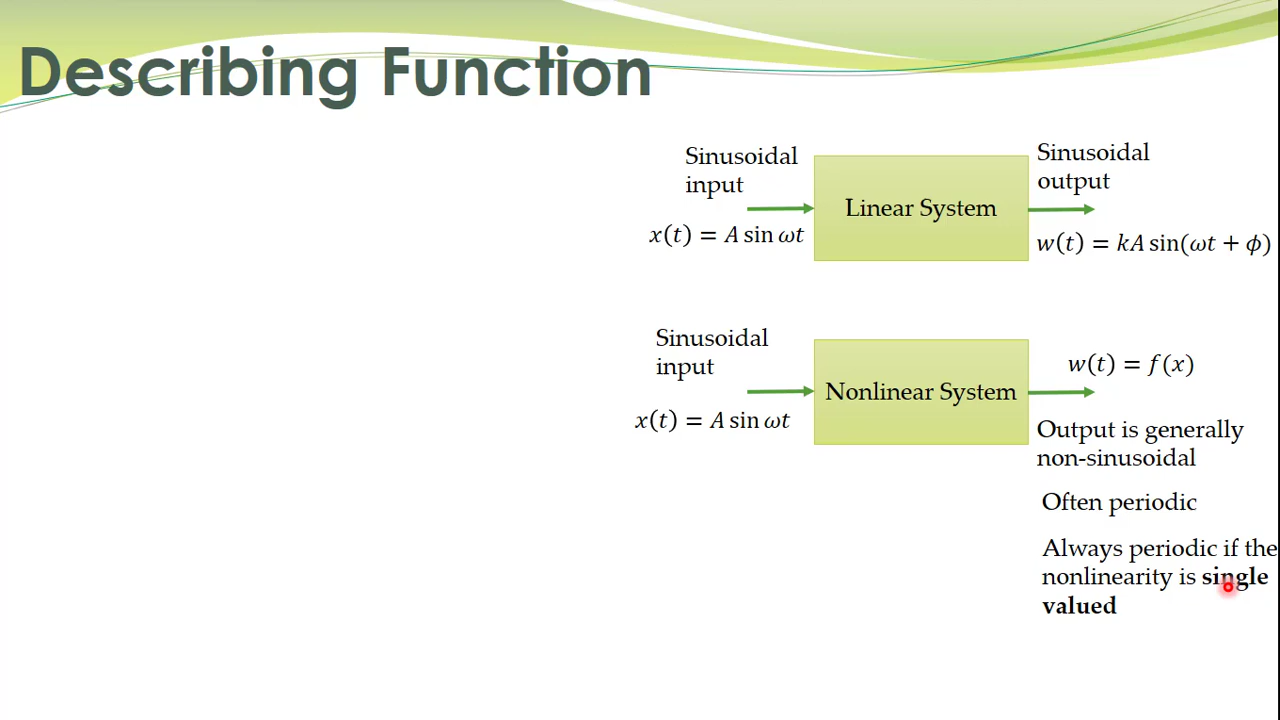 Describing Function
Sinusoidal
input
x(t) = A sin ωt
Linear System
Sinusoidal
output
w(t) = kA sin(ωt + ϕ)
Sinusoidal
input
x(t) = A sin ωt
Nonlinear System
w(t) = f(x)
Output is generally
non-sinusoidal
Often periodic
Always periodic if the
nonlinearity is single
valued